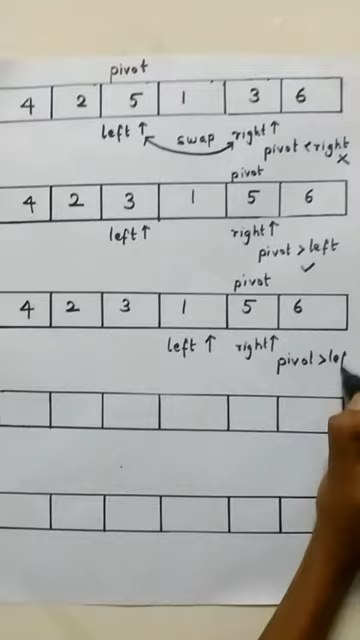 pivot
4 2 5 1 3 6
left ↑ swap right ↑
pivot < right
×
pivot
4 2 3 1 5 6
left ↑ right ↑
pivot > left
✓
pivot
4 2 3 1 5 6
left ↑ right ↑
pivot > lef